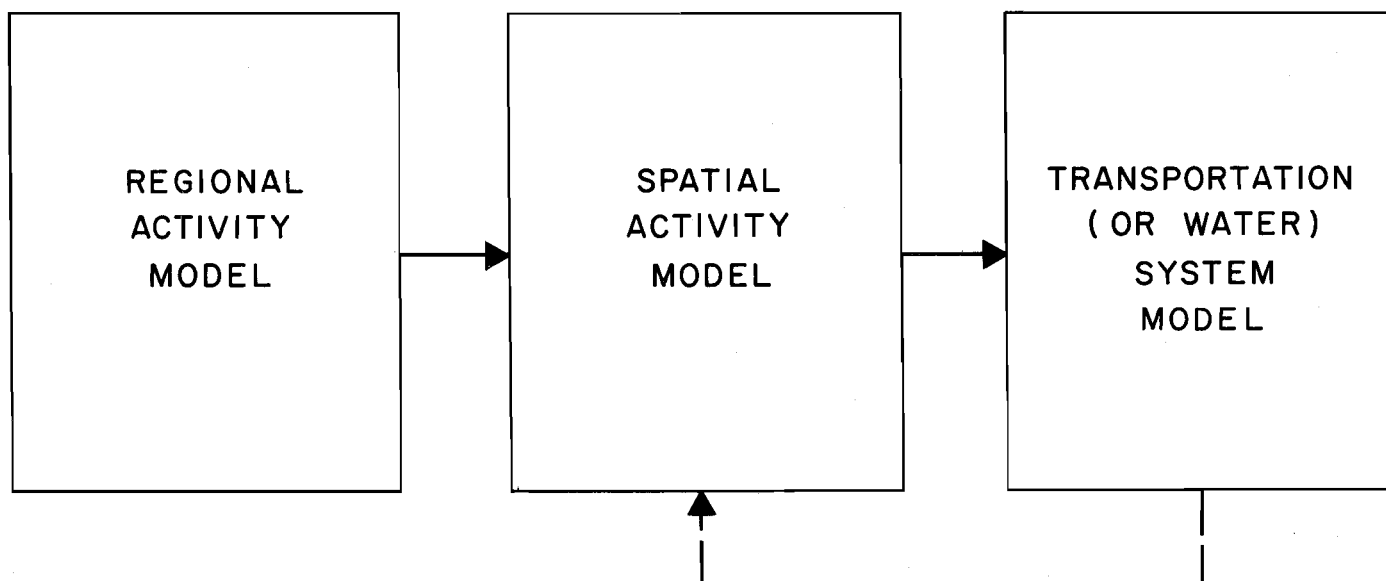 REGIONAL
ACTIVITY
MODEL
SPATIAL
ACTIVITY
MODEL
TRANSPORTATION
(OR WATER)
SYSTEM
MODEL